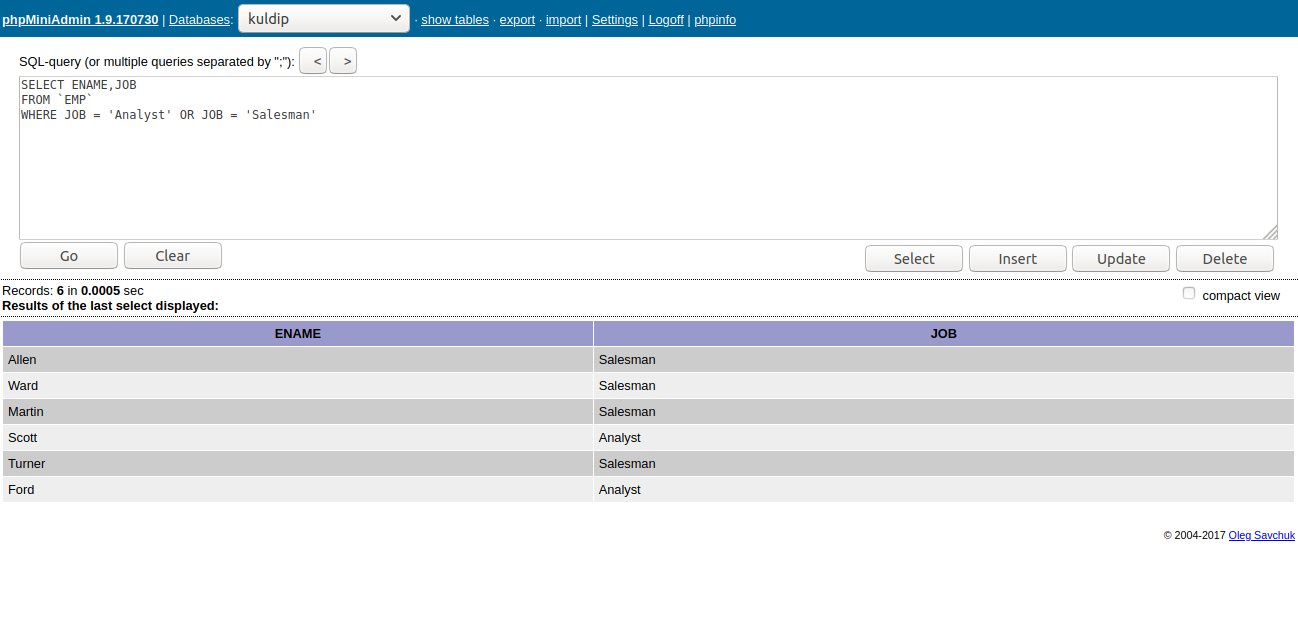 phpMiniAdmin 1.9.170730 | Databases: kuldip · show tables · export · import | Settings | Logoff | phpinfo
SQL-query (or multiple queries separated by ";"): < >
SELECT ENAME,JOB
FROM `EMP`
WHERE JOB = 'Analyst' OR JOB = 'Salesman'
Go Clear Select Insert Update Delete
Records: 6 in 0.0005 sec compact view
Results of the last select displayed:
ENAME JOB
Allen Salesman
Ward Salesman
Martin Salesman
Scott Analyst
Turner Salesman
Ford Analyst
© 2004-2017 Oleg Savchuk